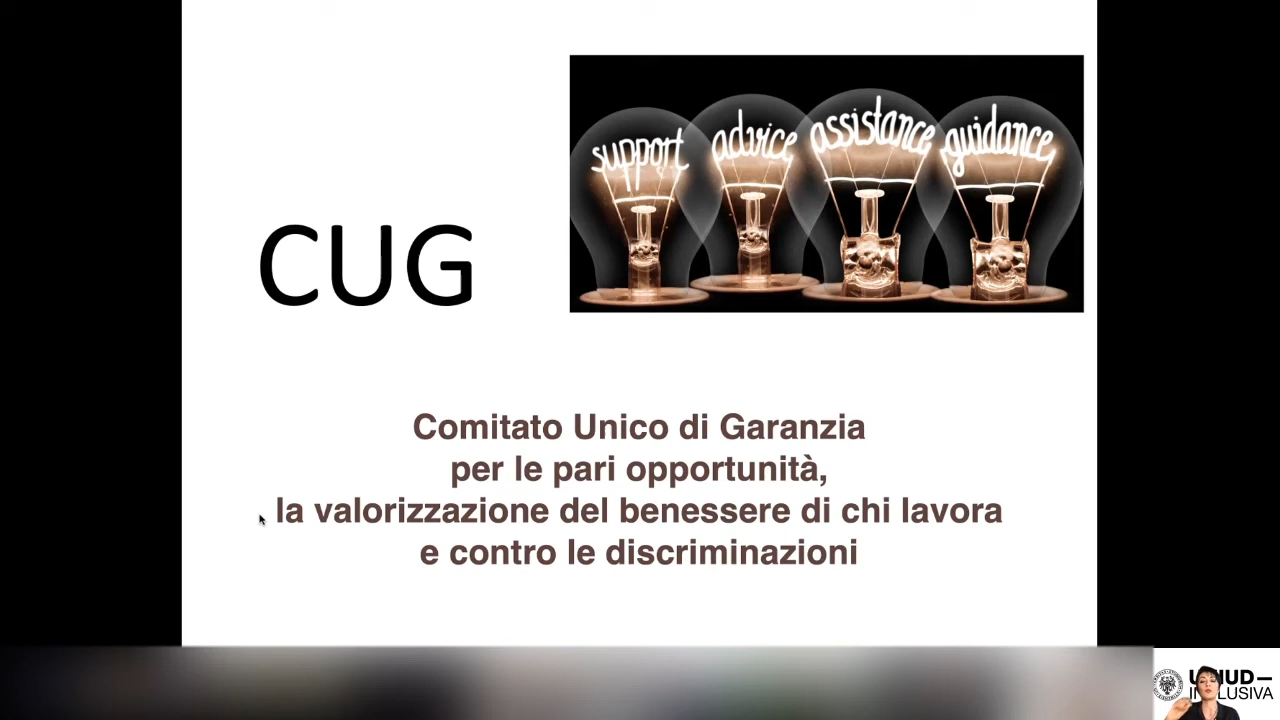 support advice assistance guidance
CUG
Comitato Unico di Garanzia
per le pari opportunità,
la valorizzazione del benessere di chi lavora
e contro le discriminazioni